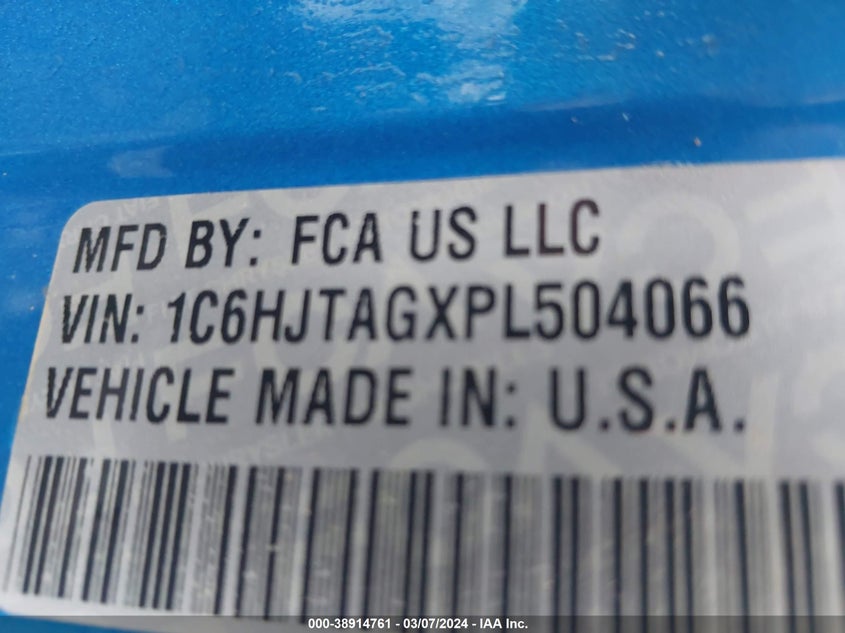 MFD BY: FCA US LLC
VIN: 1C6HJTAGXPL504066
VEHICLE MADE IN: U.S.A.
000-38914761 - 03/07/2024 - IAA Inc.